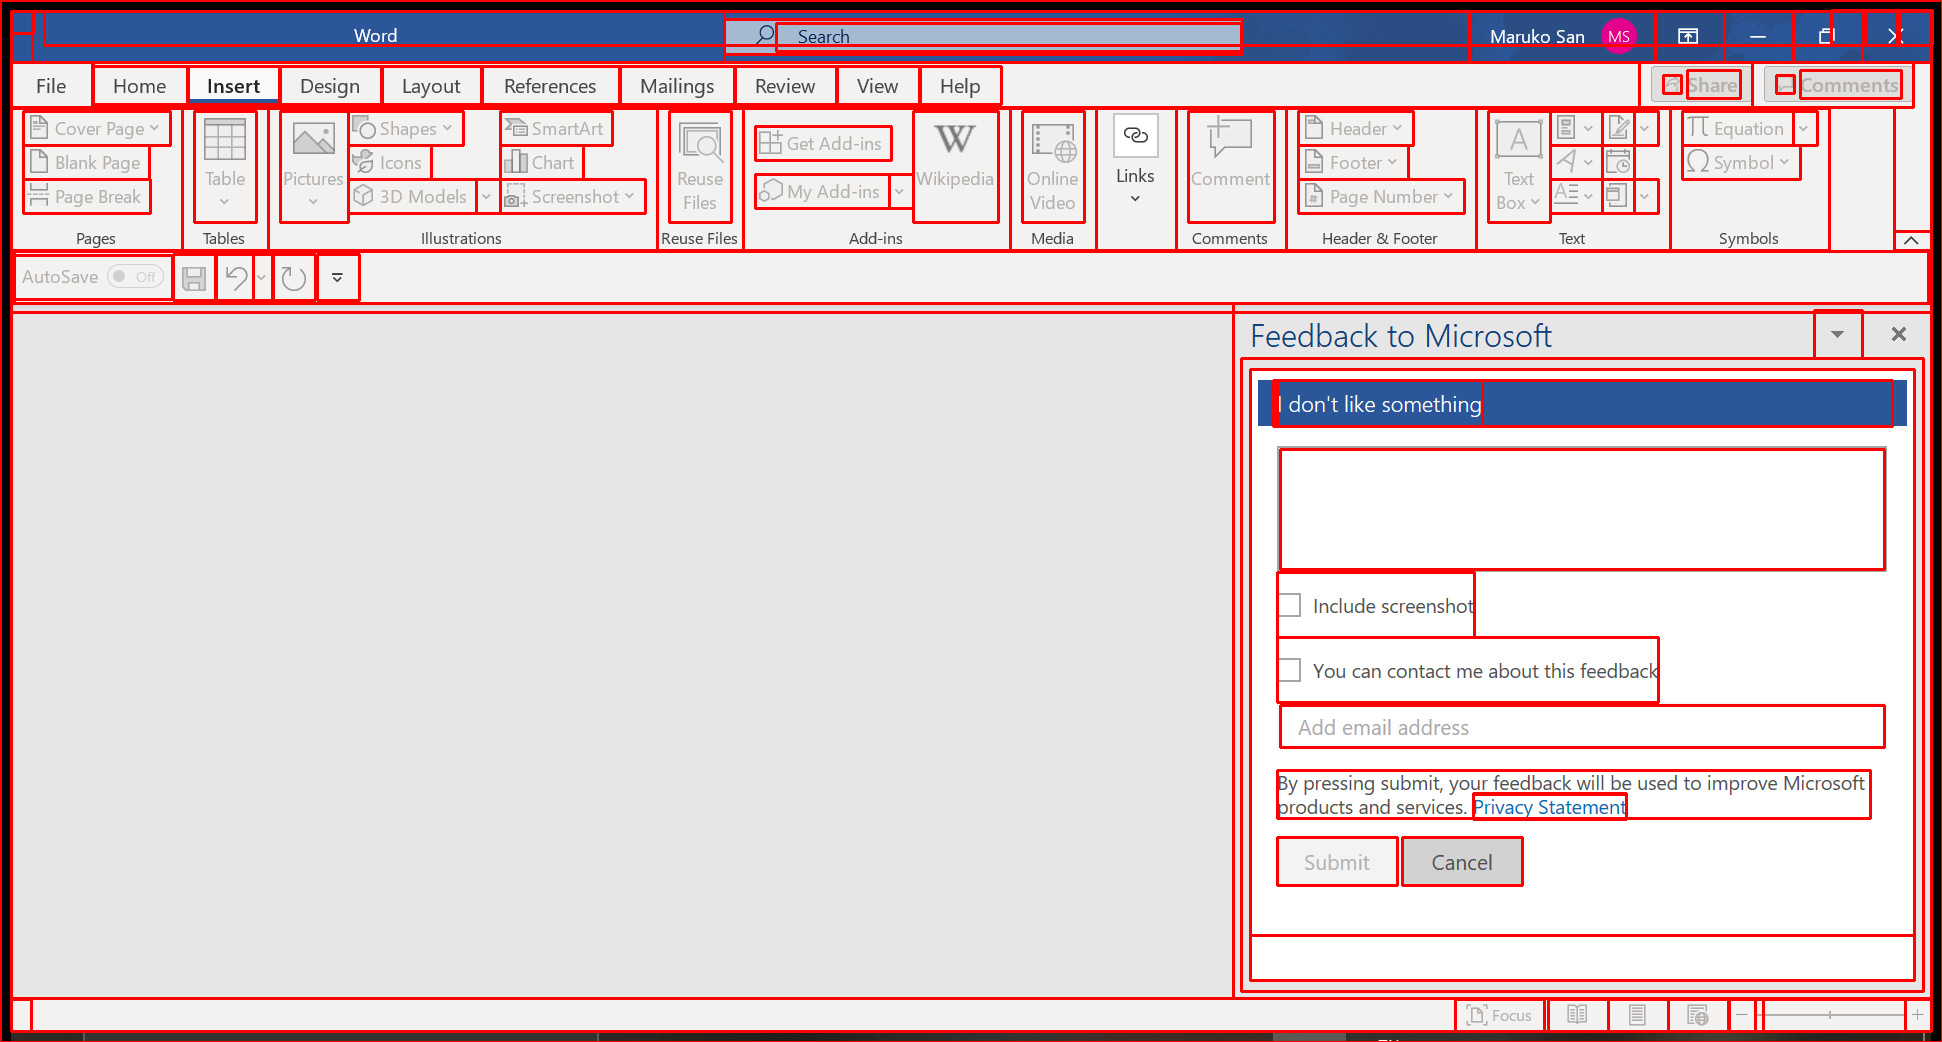 Word
Search
Maruko San MS
File Home Insert Design Layout References Mailings Review View Help
Share Comments
Cover Page
Blank Page
Page Break
Pages
Table
Tables
Pictures
Shapes
Icons
3D Models
SmartArt
Chart
Screenshot
Illustrations
Reuse
Files
Reuse Files
Get Add-ins
My Add-ins
W
Wikipedia
Add-ins
Online
Video
Media
Links
Comment
Comments
Header
Footer
Page Number
Header & Footer
A
Text
Box
Text
Equation
Symbol
Symbols
AutoSave Off
Feedback to Microsoft
I don't like something
Include screenshot
You can contact me about this feedback
Add email address
By pressing submit, your feedback will be used to improve Microsoft
products and services. Privacy Statement
Submit Cancel
Focus